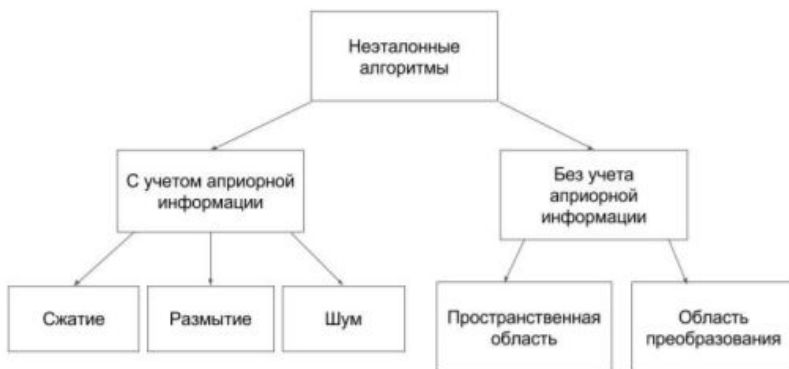 Неэталонные
алгоритмы
С учетом априорной
информации
Без учета
априорной
информации
Сжатие
Размытие
Шум
Пространственная
область
Область
преобразования